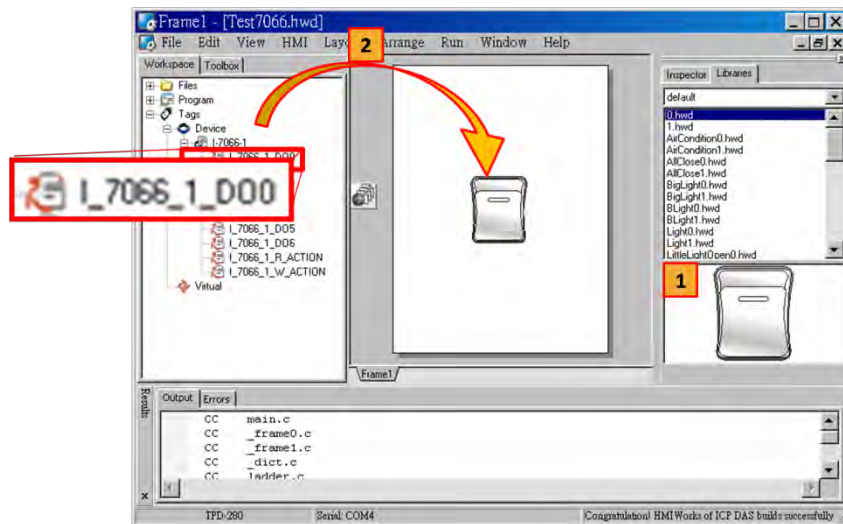 Frame1 - [Test7066.hwd]
File Edit View HMI Layo Arrange Run Window Help
2
Workspace Toolbox
Files
Program
Tags
Device
I-7066-1
I_7066_1_DO0
I_7066_1_DO0
I_7066_1_DO5
I_7066_1_DO6
I_7066_1_R_ACTION
I_7066_1_W_ACTION
Virtual
Frame1
Inspector Libraries
default
0.hwd
1.hwd
AirCondition0.hwd
AirCondition1.hwd
AllClose0.hwd
AllClose1.hwd
BigLight0.hwd
BigLight1.hwd
BLight0.hwd
BLight1.hwd
Light0.hwd
Light1.hwd
LittleLightOpen0.hwd
1
Results
Output Errors
CC main.c
CC _frame0.c
CC _frame1.c
CC _dict.c
CC ladder.c
TPD-280 Serial: COM4 Congratulation! HMIWorks of ICP DAS builds successfully